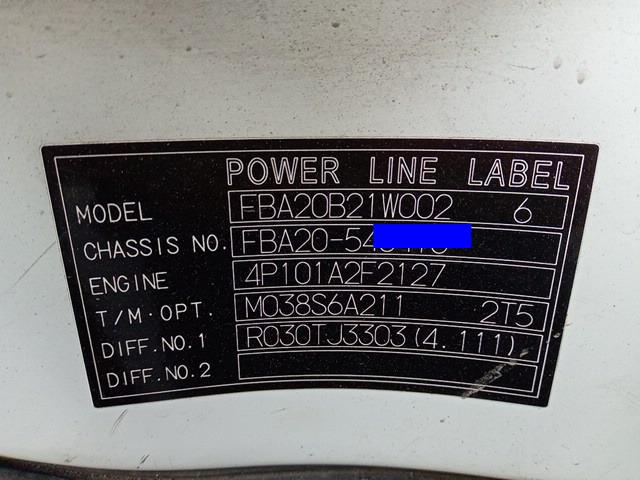 POWER LINE LABEL
MODEL FBA20B21W002 6
CHASSIS NO. FBA20-54
ENGINE 4P101A2F2127
T/M·OPT. M038S6A211 2T5
DIFF.NO.1 R030TJ3303(4.111)
DIFF.NO.2